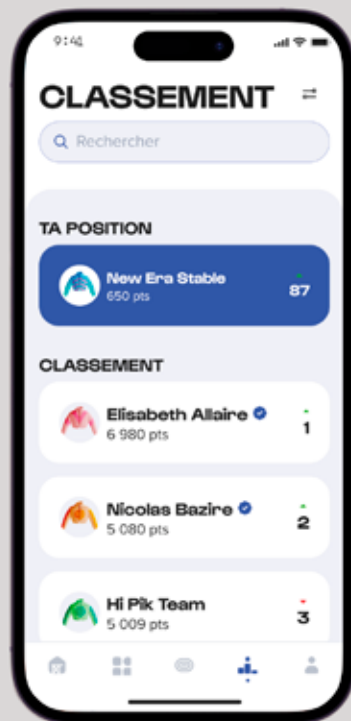 9:41
CLASSEMENT
Rechercher
TA POSITION
New Era Stable
650 pts
87
CLASSEMENT
Elisabeth Allaire
6 980 pts
1
Nicolas Bazire
5 080 pts
2
Hi Pik Team
5 009 pts
3